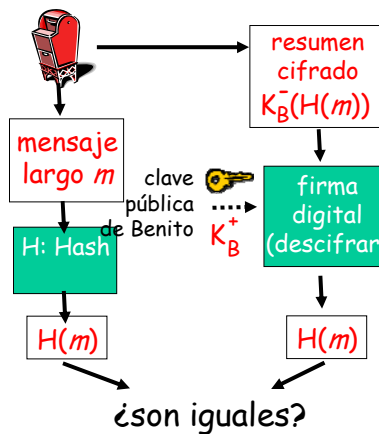 resumen
cifrado
K_B^-(H(m))
mensaje
largo m
clave
pública
de Benito
K_B^+
firma
digital
(descifrar
H: Hash
H(m)
H(m)
¿son iguales?